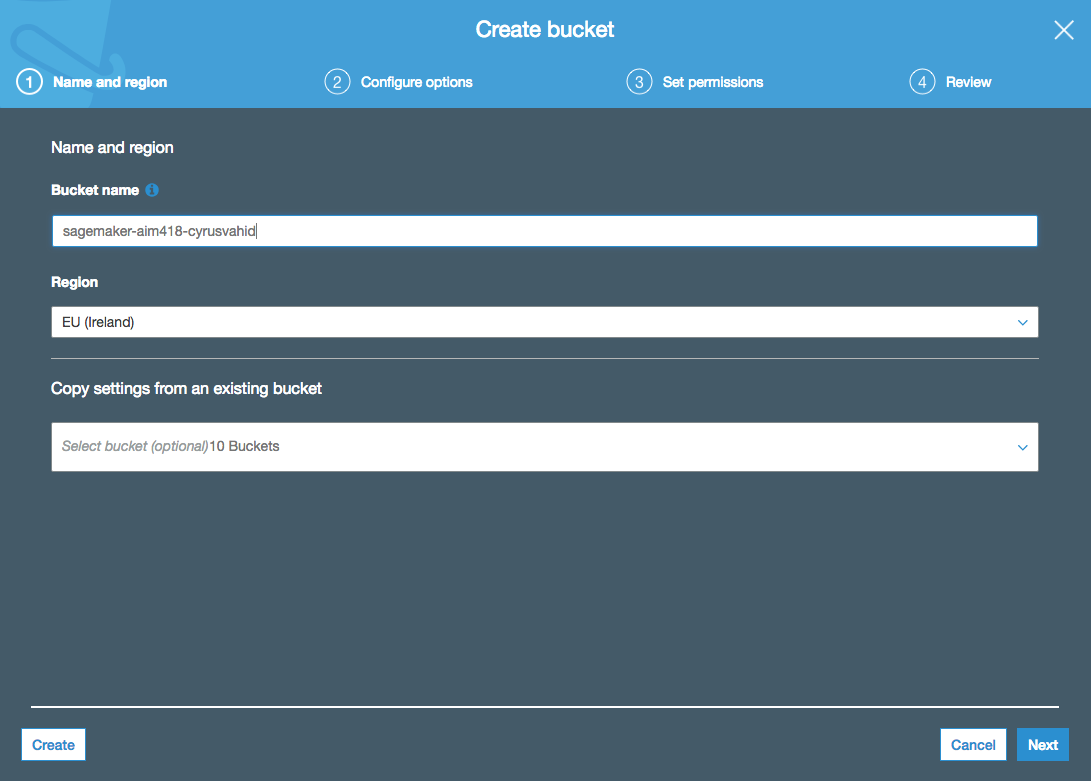 Create bucket
1 Name and region 2 Configure options 3 Set permissions 4 Review
Name and region
Bucket name
sagemaker-aim418-cyrusvahid
Region
EU (Ireland)
Copy settings from an existing bucket
Select bucket (optional)10 Buckets
Create Cancel Next